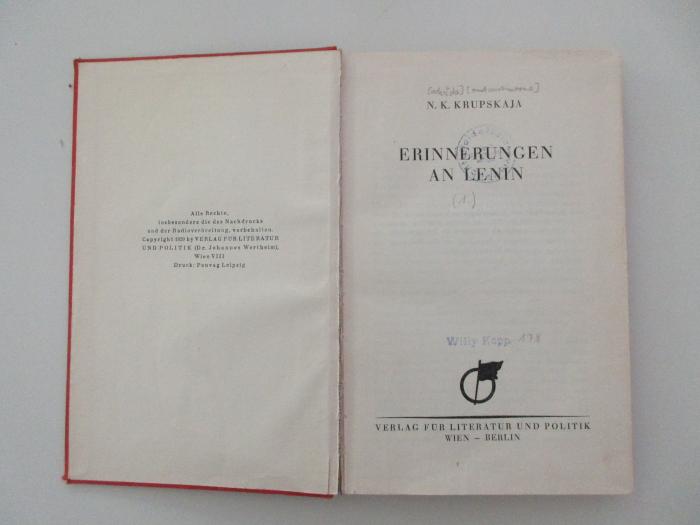 Alle Rechte,
insbesondere die des Nachdrucks
und der Radioverbreitung, vorbehalten.
Copyright 1929 by VERLAG FÜR LITERATUR
UND POLITIK (Dr. Johannes Wertheim),
Wien VIII
Druck: Peuvag Leipzig
N. K. KRUPSKAJA
ERINNERUNGEN
AN LENIN
(1.)
Willy Kopp 178
VERLAG FÜR LITERATUR UND POLITIK
WIEN – BERLIN